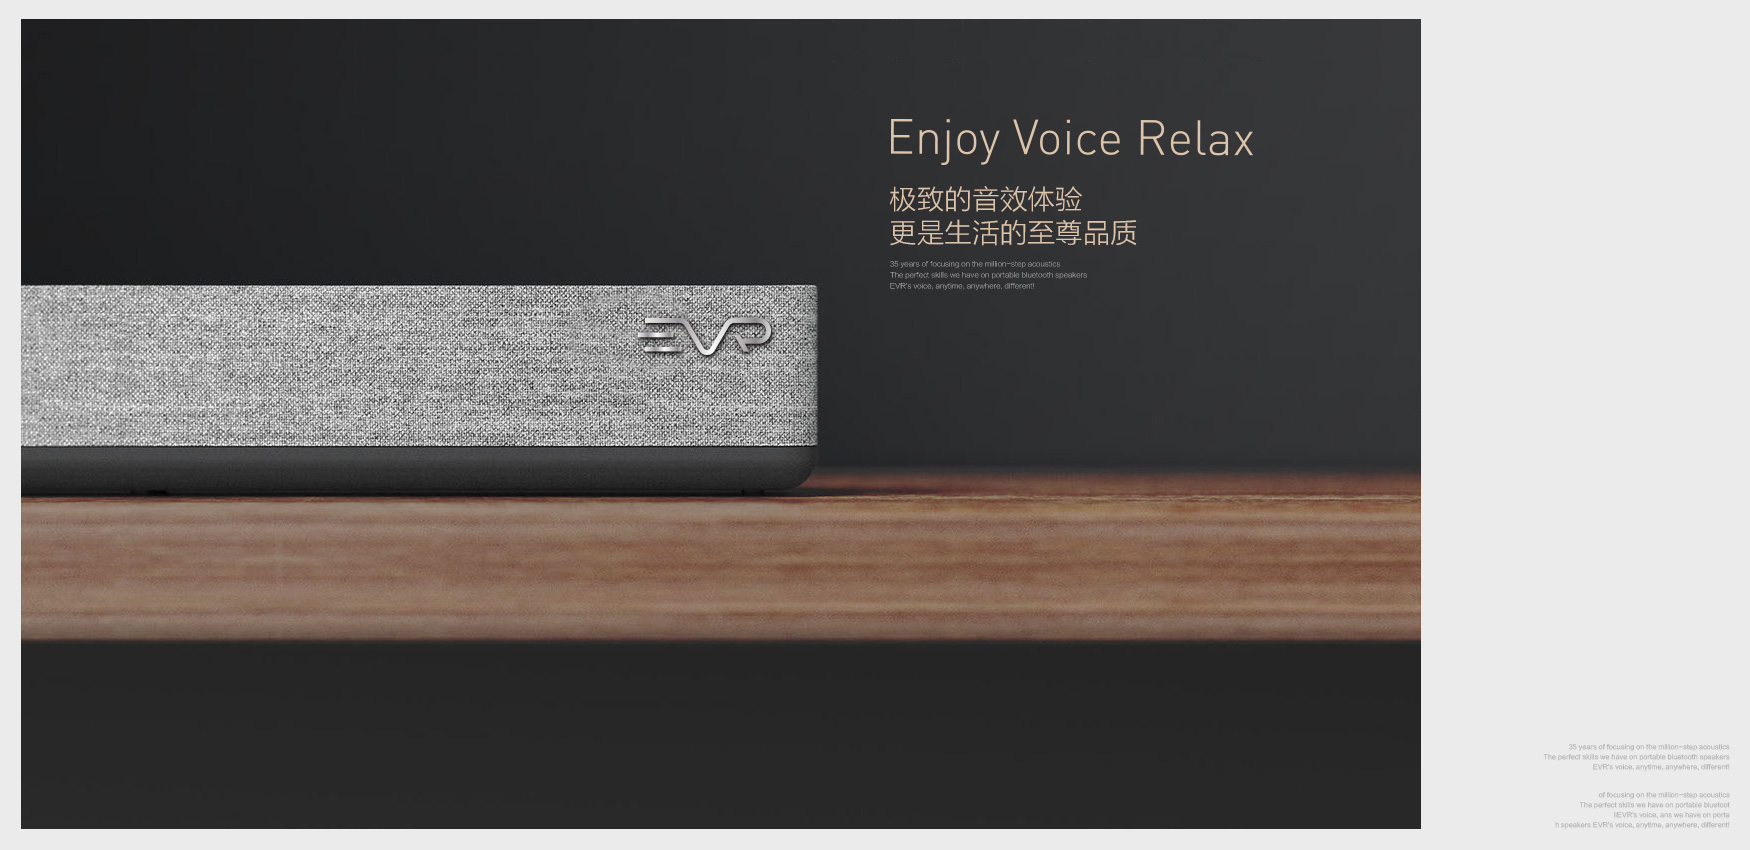 Enjoy Voice Relax
极致的音效体验
更是生活的至尊品质
35 years of focusing on the million-step acoustics
The perfect skills we have on portable bluetooth speakers
EVR's voice, anytime, anywhere, different!
EVR
35 years of focusing on the million-step acoustics
The perfect skills we have on portable bluetooth speakers
EVR's voice, anytime, anywhere, different!
of focusing on the million-step acoustics
The perfect skills we have on portable bluetoot
llEVR's voice, ans we have on porta
h speakers EVR's voice, anytime, anywhere, different!